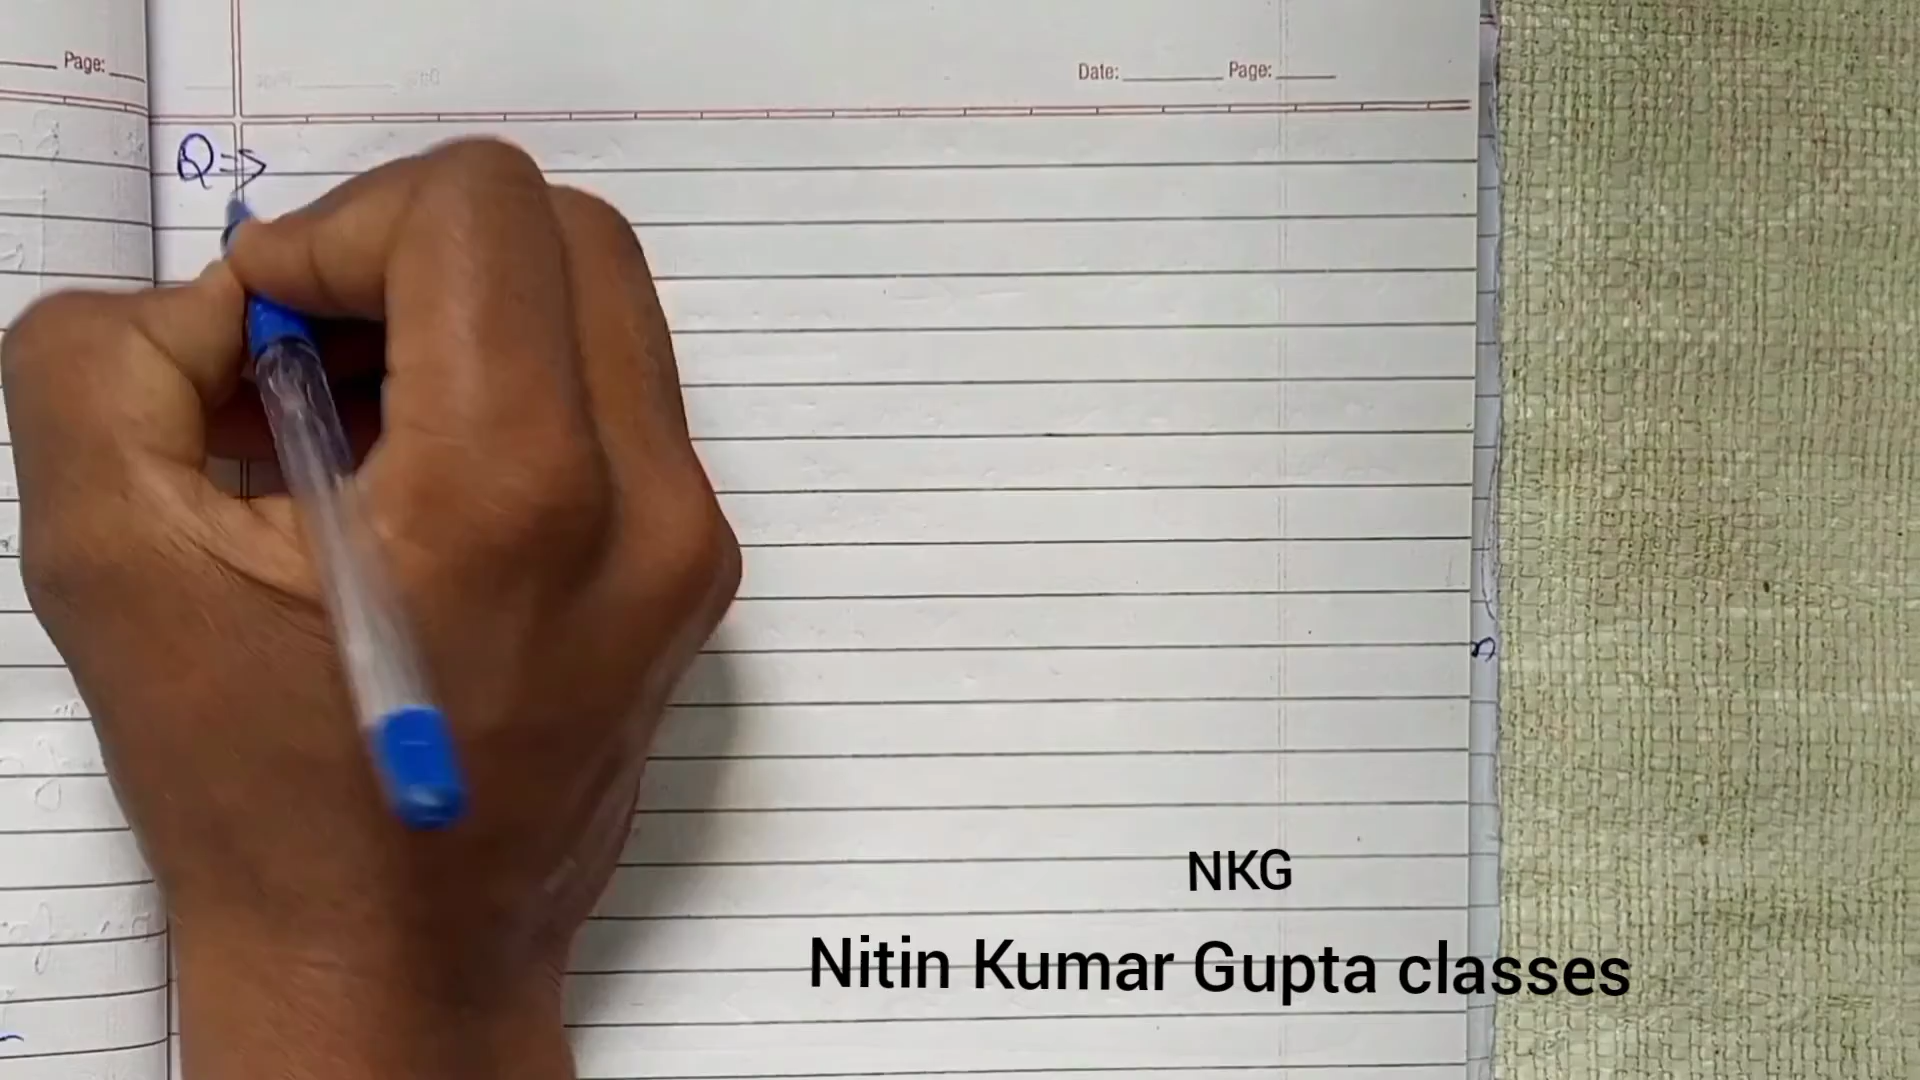 Page:
Date: Page:
Q⇒
NKG
Nitin Kumar Gupta classes